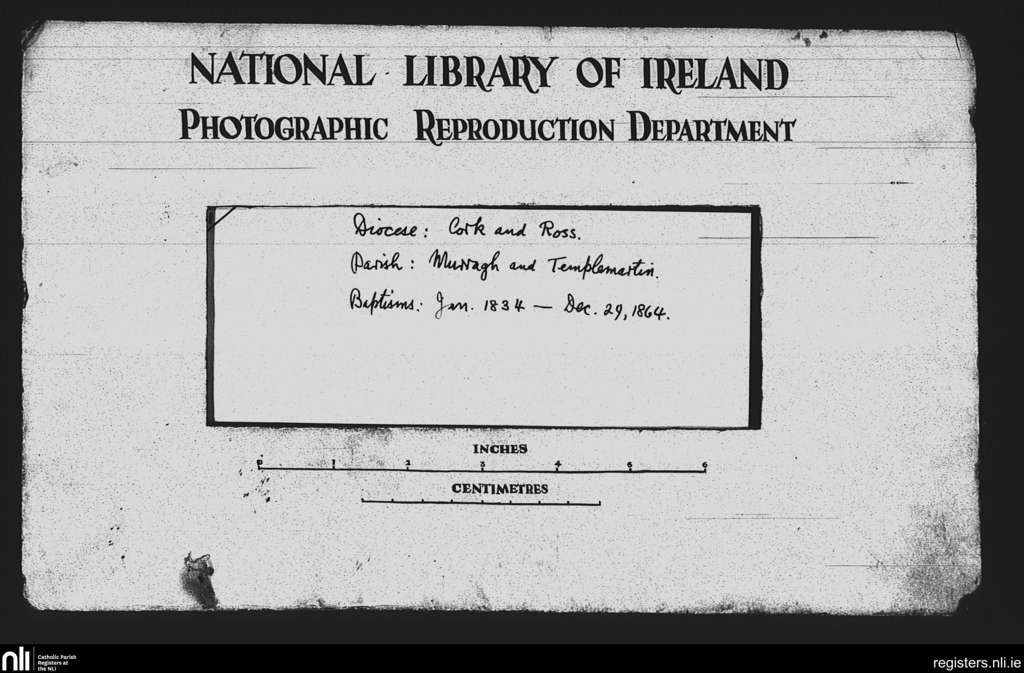 NATIONAL LIBRARY OF IRELAND
PHOTOGRAPHIC REPRODUCTION DEPARTMENT
Diocese: Cork and Ross.
Parish: Murragh and Templemartin.
Baptisms: Jan. 1834 — Dec. 29, 1864.
INCHES
0 1 2 3 4 5 6
CENTIMETRES
nli Catholic Parish
Registers at
the NLI
registers.nli.ie